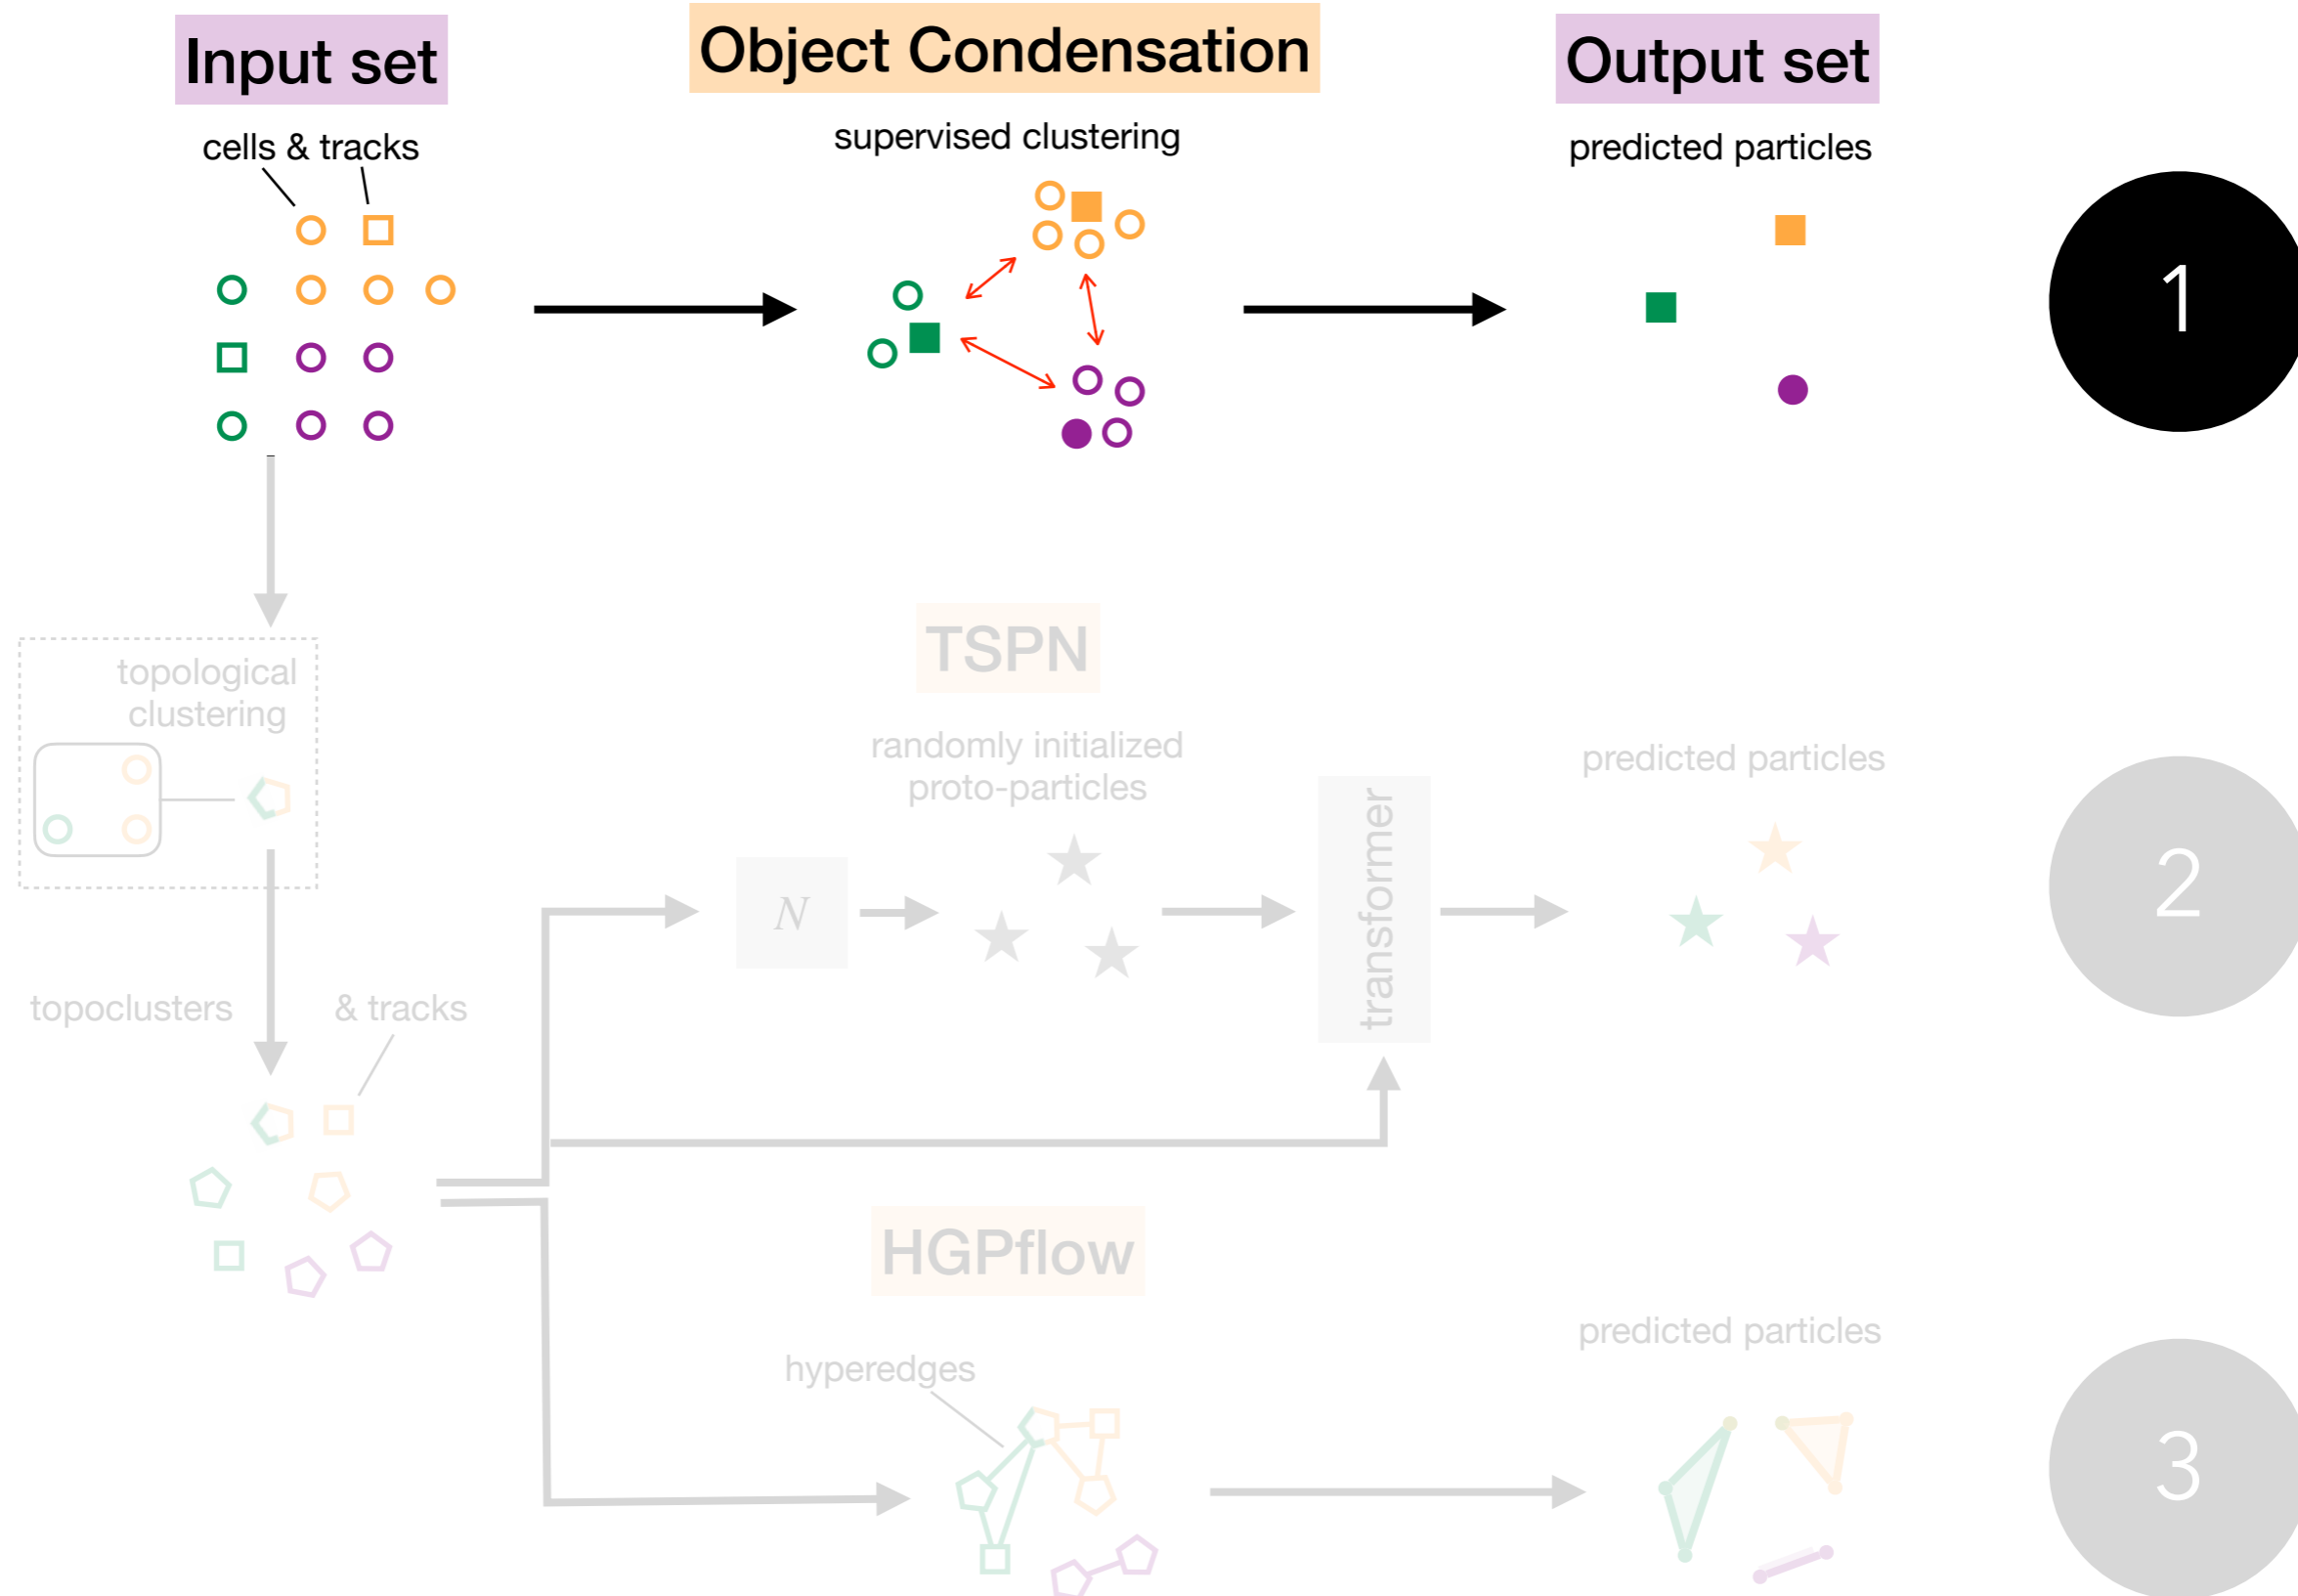 Input set
Object Condensation
Output set
cells & tracks
supervised clustering
predicted particles
1
topological
clustering
TSPN
randomly initialized
proto-particles
predicted particles
transformer
N
2
topoclusters
& tracks
HGPflow
hyperedges
predicted particles
3